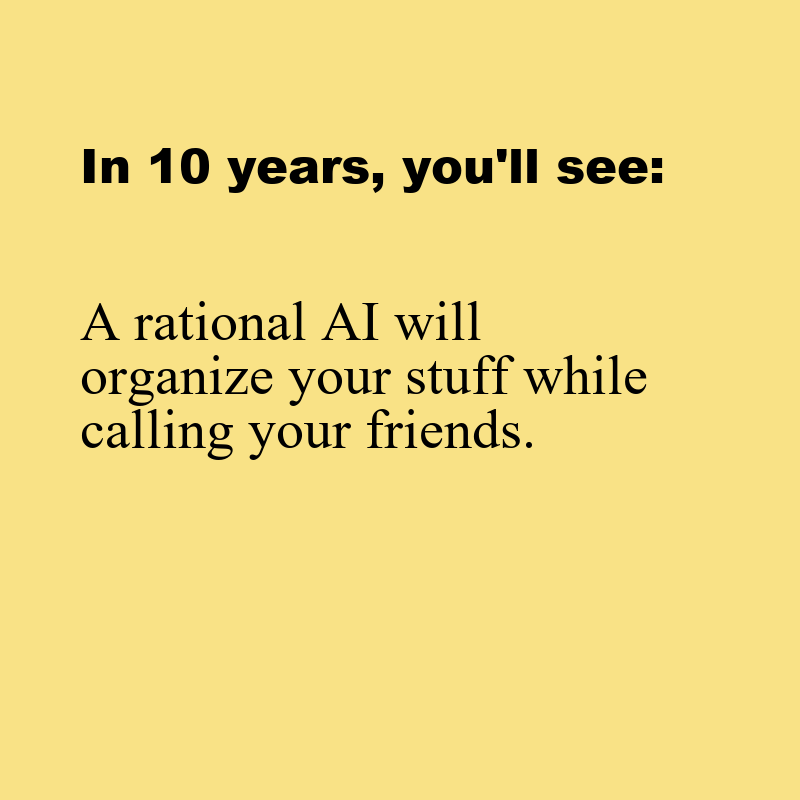 In 10 years, you'll see:
A rational AI will
organize your stuff while
calling your friends.